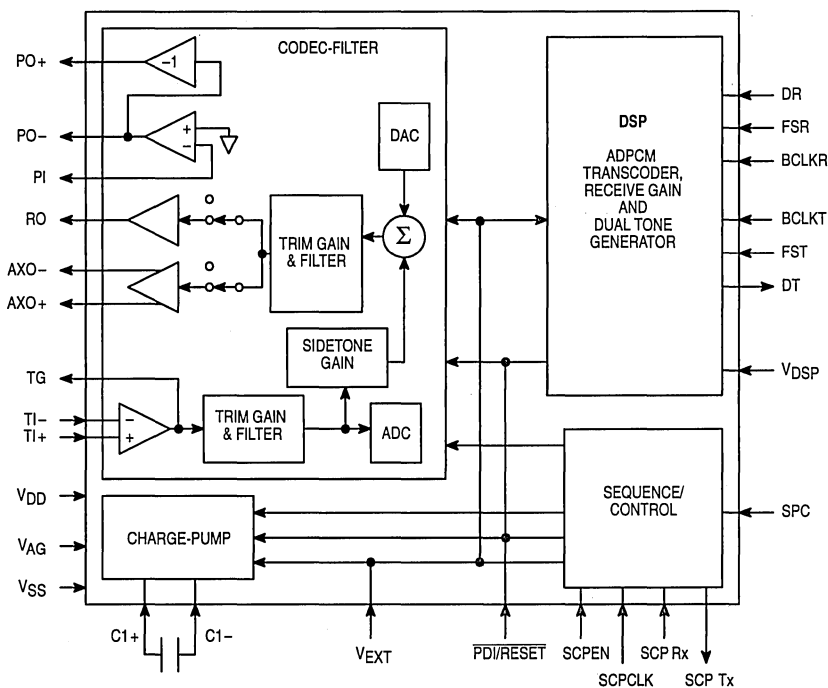 CODEC-FILTER
PO+
−1
PO−
+
−
PI
DAC
RO
TRIM GAIN
& FILTER
Σ
AXO−
AXO+
SIDETONE
GAIN
TG
TI−
TI+
−
+
TRIM GAIN
& FILTER
ADC
DSP
ADPCM
TRANSCODER,
RECEIVE GAIN
AND
DUAL TONE
GENERATOR
DR
FSR
BCLKR
BCLKT
FST
DT
VDSP
VDD
VAG
VSS
CHARGE-PUMP
SEQUENCE/
CONTROL
SPC
C1+
C1−
VEXT
PDI/RESET
SCPEN
SCPCLK
SCP Rx
SCP Tx